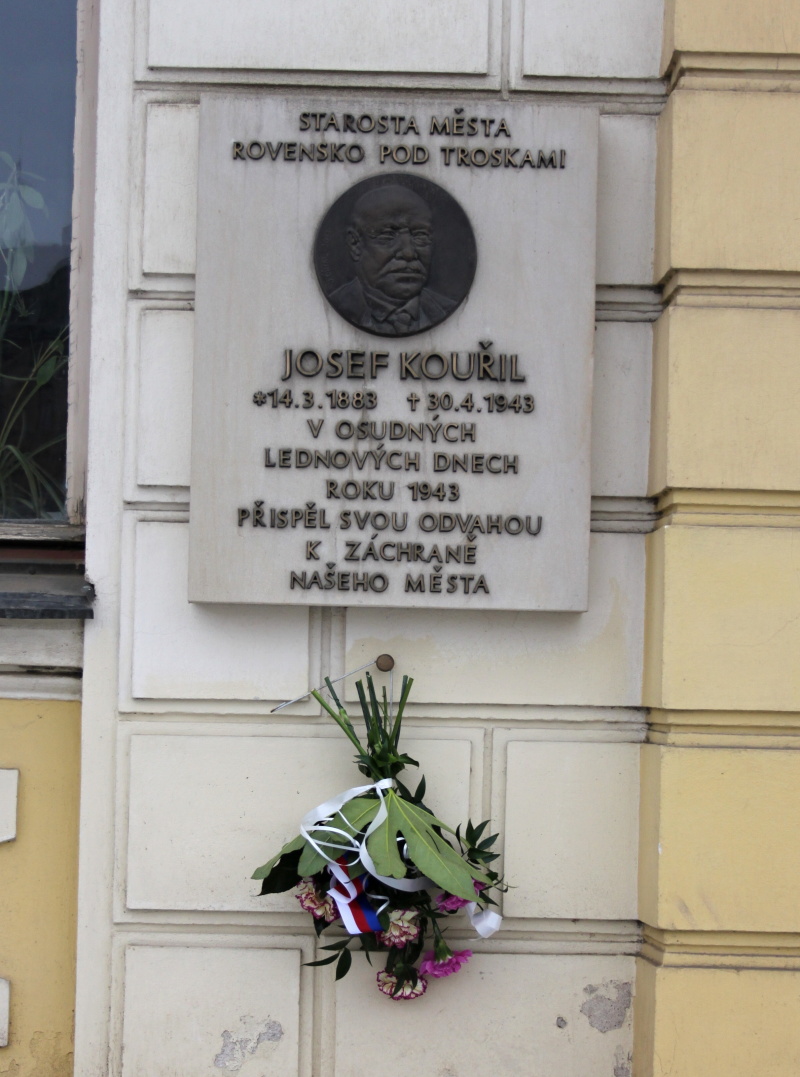 STAROSTA MĚSTA
ROVENSKO POD TROSKAMI
JOSEF KOUŘIL
*14.3.1883 †30.4.1943
V OSUDNÝCH
LEDNOVÝCH DNECH
ROKU 1943
PŘISPĚL SVOU ODVAHOU
K ZÁCHRANĚ
NAŠEHO MĚSTA